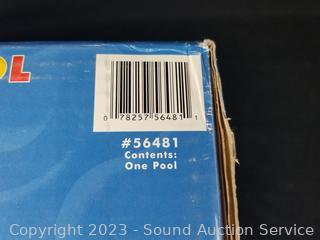 OL
0 78257 56481 1
#56481
Contents:
One Pool
Copyright 2023 - Sound Auction Service